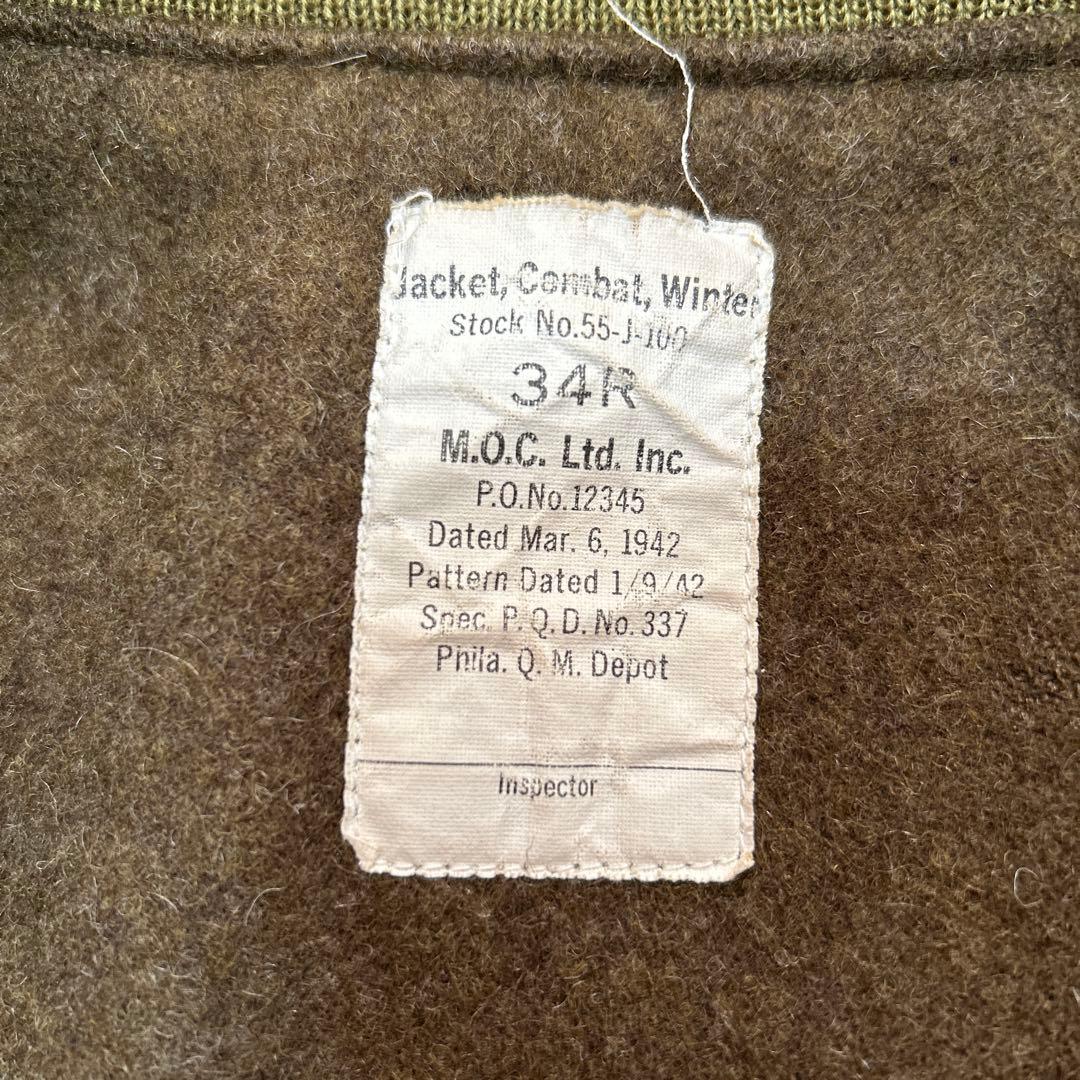 Jacket, Combat, Winter
Stock No.55-J-100
34R
M.O.C. Ltd. Inc.
P.O.No.12345
Dated Mar. 6, 1942
Pattern Dated 1/9/42
Spec. P. Q. D. No. 337
Phila. Q. M. Depot
Inspector